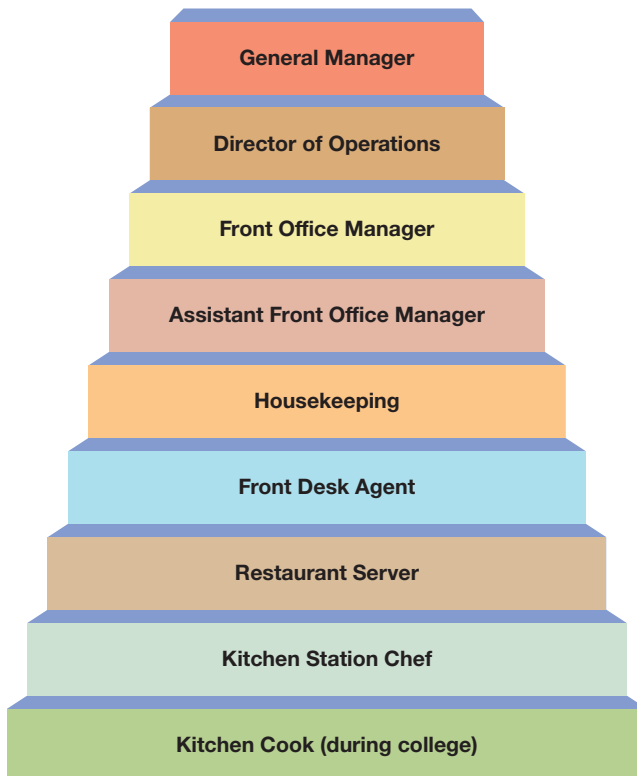 General Manager
Director of Operations
Front Office Manager
Assistant Front Office Manager
Housekeeping
Front Desk Agent
Restaurant Server
Kitchen Station Chef
Kitchen Cook (during college)